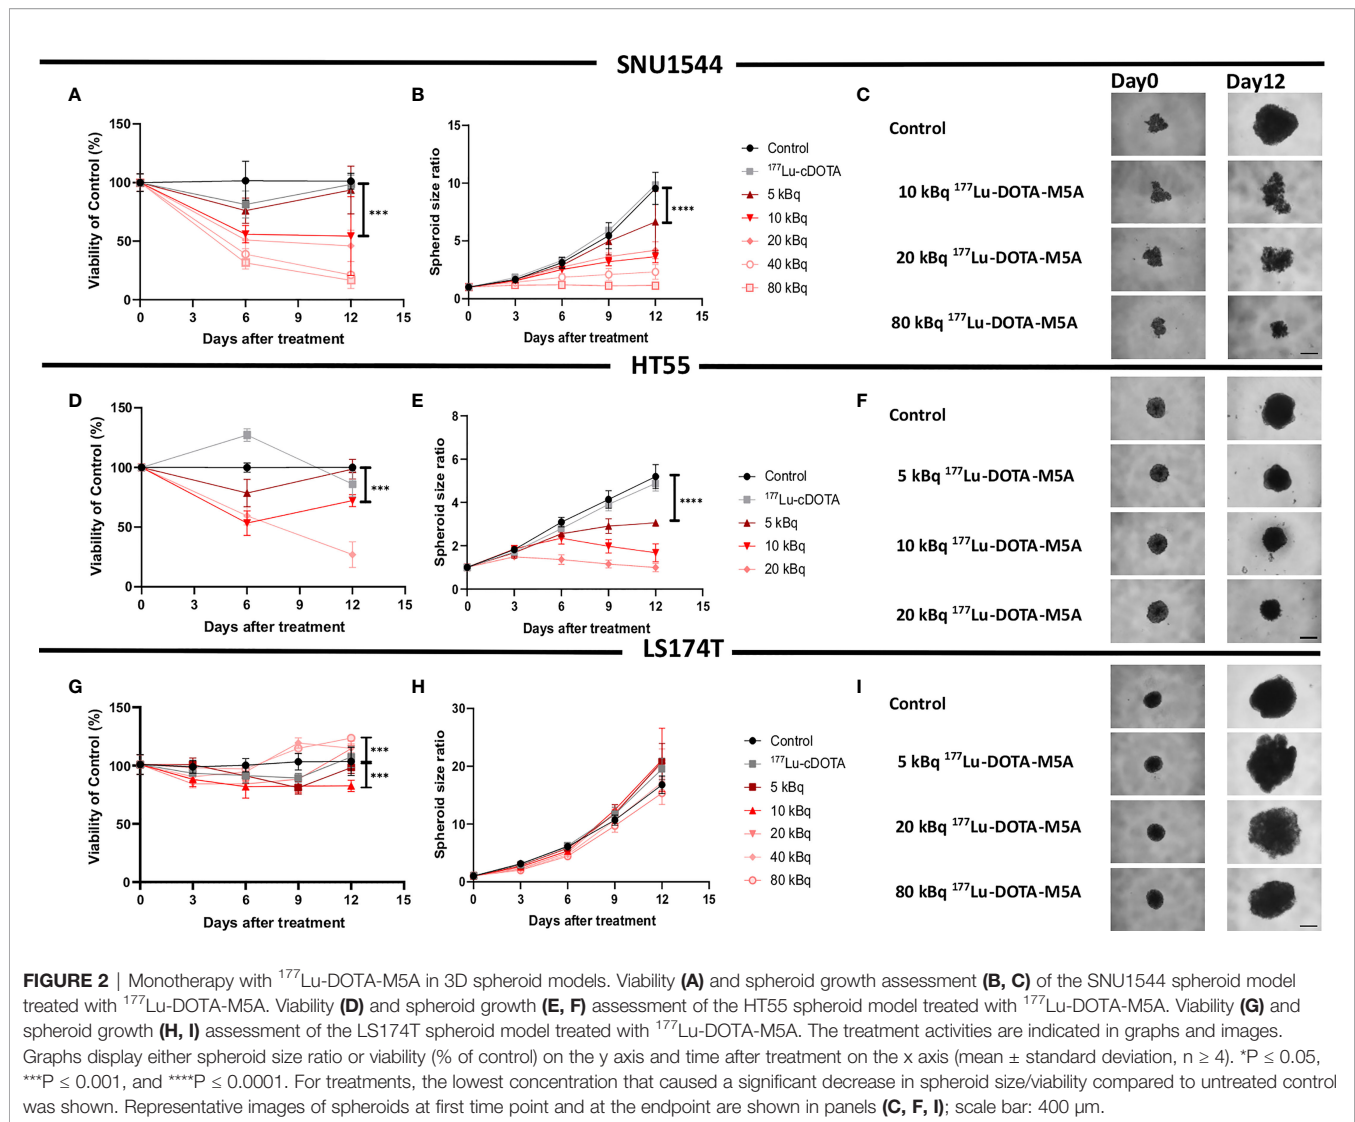 SNU1544
A
Viability of Control (%)
150
100
50
0
***
0 3 6 9 12 15
Days after treatment
B
Spheroid size ratio
15
10
5
0
****
0 3 6 9 12 15
Days after treatment
Control
177Lu-cDOTA
5 kBq
10 kBq
20 kBq
40 kBq
80 kBq
C
Day0 Day12
Control
10 kBq 177Lu-DOTA-M5A
20 kBq 177Lu-DOTA-M5A
80 kBq 177Lu-DOTA-M5A
HT55
D
Viability of Control (%)
150
100
50
0
***
0 3 6 9 12 15
Days after treatment
E
Spheroid size ratio
8
6
4
2
0
****
0 3 6 9 12 15
Days after treatment
Control
177Lu-cDOTA
5 kBq
10 kBq
20 kBq
F
Control
5 kBq 177Lu-DOTA-M5A
10 kBq 177Lu-DOTA-M5A
20 kBq 177Lu-DOTA-M5A
LS174T
G
Viability of Control (%)
150
100
50
0
***
***
0 3 6 9 12 15
Days after treatment
H
Spheroid size ratio
30
20
10
0
0 3 6 9 12 15
Days after treatment
Control
177Lu-cDOTA
5 kBq
10 kBq
20 kBq
40 kBq
80 kBq
I
Control
5 kBq 177Lu-DOTA-M5A
20 kBq 177Lu-DOTA-M5A
80 kBq 177Lu-DOTA-M5A
FIGURE 2 | Monotherapy with 177Lu-DOTA-M5A in 3D spheroid models. Viability (A) and spheroid growth assessment (B, C) of the SNU1544 spheroid model
treated with 177Lu-DOTA-M5A. Viability (D) and spheroid growth (E, F) assessment of the HT55 spheroid model treated with 177Lu-DOTA-M5A. Viability (G) and
spheroid growth (H, I) assessment of the LS174T spheroid model treated with 177Lu-DOTA-M5A. The treatment activities are indicated in graphs and images.
Graphs display either spheroid size ratio or viability (% of control) on the y axis and time after treatment on the x axis (mean ± standard deviation, n ≥ 4). *P ≤ 0.05,
***P ≤ 0.001, and ****P ≤ 0.0001. For treatments, the lowest concentration that caused a significant decrease in spheroid size/viability compared to untreated control
was shown. Representative images of spheroids at first time point and at the endpoint are shown in panels (C, F, I); scale bar: 400 µm.